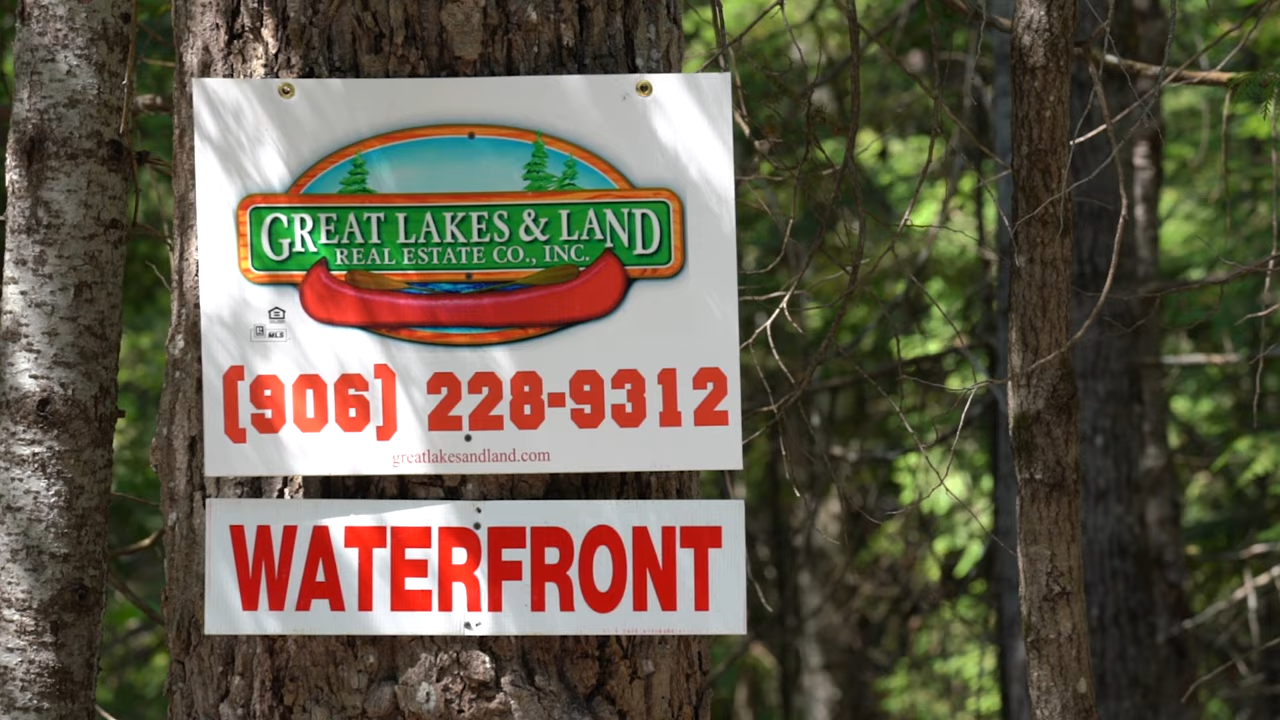 GREAT LAKES & LAND
REAL ESTATE CO., INC.
MLS
(906) 228-9312
greatlakesandland.com
WATERFRONT